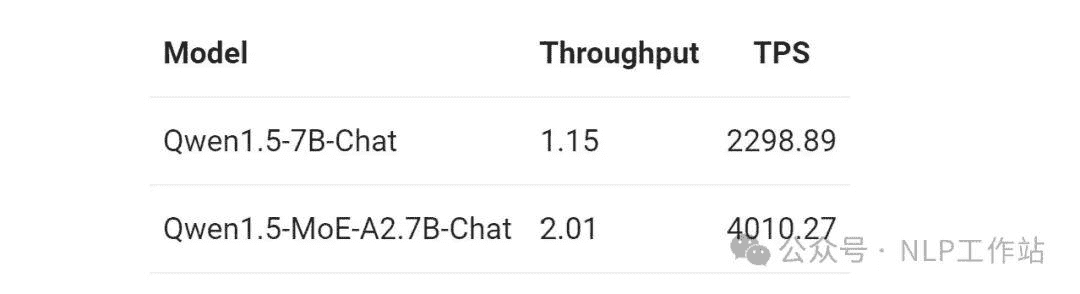 Model Throughput TPS
Qwen1.5-7B-Chat 1.15 2298.89
Qwen1.5-MoE-A2.7B-Chat 2.01 4010.27
公众号 · NLP工作站